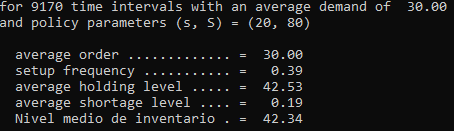 for 9170 time intervals with an average demand of  30.00
and policy parameters (s, S) = (20, 80)
average order ............. =  30.00
setup frequency ........... =   0.39
average holding level ..... =  42.53
average shortage level .... =   0.19
Nivel medio de inventario . =  42.34